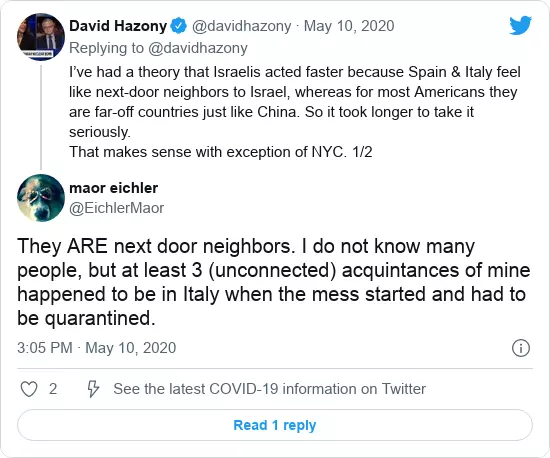 David Hazony @davidhazony · May 10, 2020
Replying to @davidhazony
I've had a theory that Israelis acted faster because Spain & Italy feel
like next-door neighbors to Israel, whereas for most Americans they
are far-off countries just like China. So it took longer to take it
seriously.
That makes sense with exception of NYC. 1/2
maor eichler
@EichlerMaor
They ARE next door neighbors. I do not know many
people, but at least 3 (unconnected) acquintances of mine
happened to be in Italy when the mess started and had to
be quarantined.
3:05 PM · May 10, 2020
2 See the latest COVID-19 information on Twitter
Read 1 reply